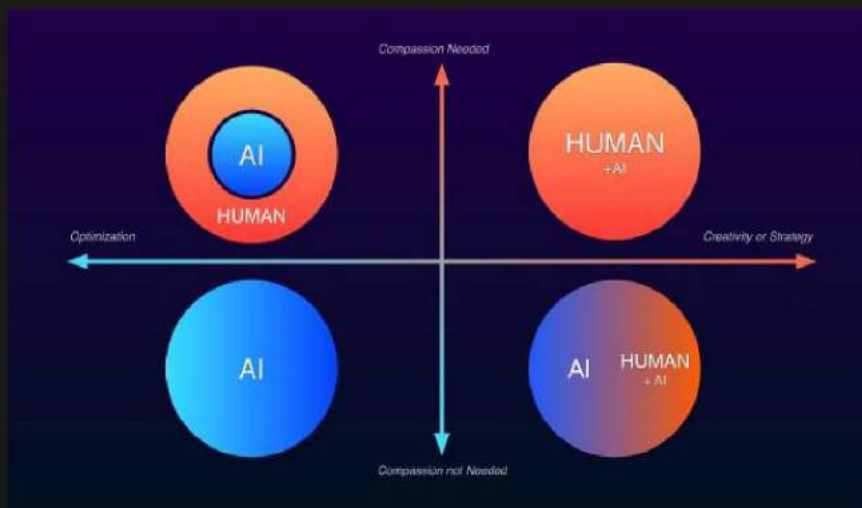 Compassion Needed
AI
HUMAN
HUMAN
+AI
Optimization
Creativity or Strategy
AI
AI
HUMAN
+ AI
Compassion not Needed